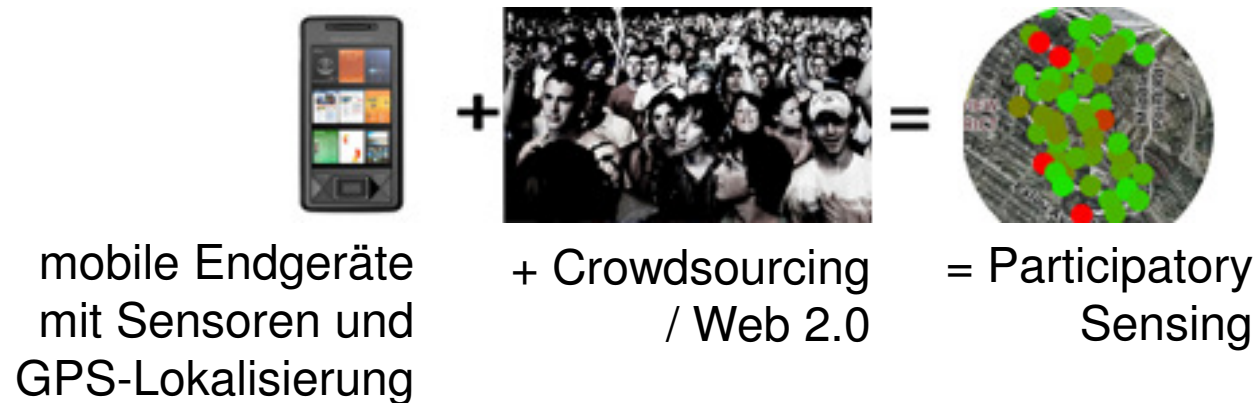 +
=
mobile Endgeräte
mit Sensoren und
GPS-Lokalisierung
+ Crowdsourcing
/ Web 2.0
= Participatory
Sensing